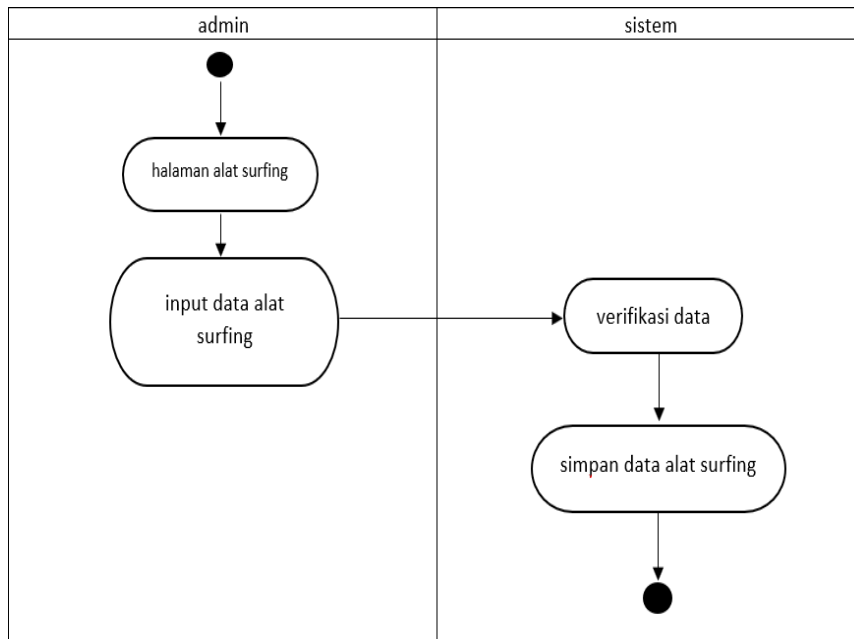 admin
sistem
halaman alat surfing
input data alat
surfing
verifikasi data
simpan data alat surfing